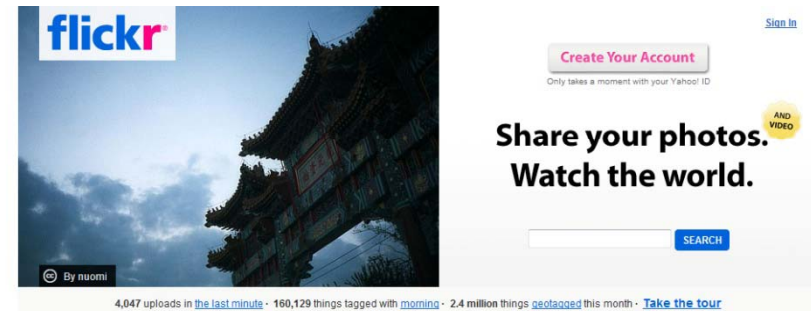 flickr
Sign In
Create Your Account
Only takes a moment with your Yahoo! ID
AND
VIDEO
Share your photos.
Watch the world.
SEARCH
By nuomi
4,047 uploads in the last minute · 160,129 things tagged with morning · 2.4 million things geotagged this month · Take the tour